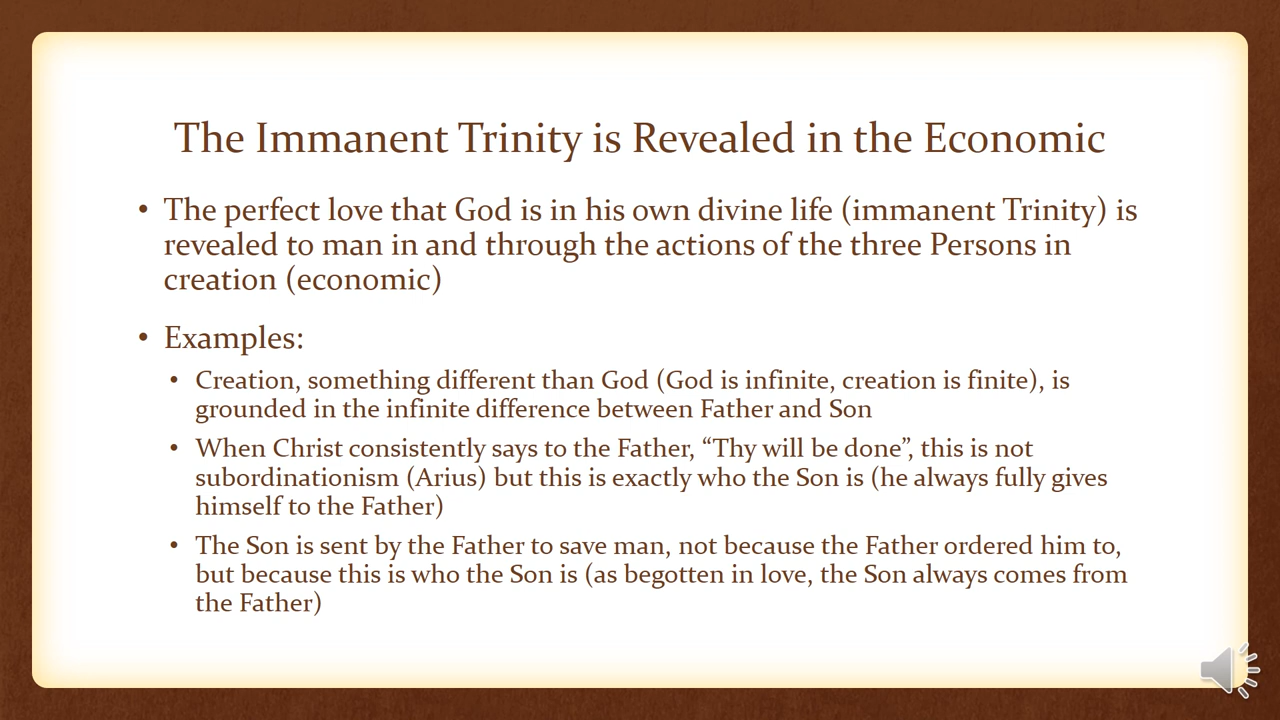 The Immanent Trinity is Revealed in the Economic
• The perfect love that God is in his own divine life (immanent Trinity) is
revealed to man in and through the actions of the three Persons in
creation (economic)
• Examples:
• Creation, something different than God (God is infinite, creation is finite), is
grounded in the infinite difference between Father and Son
• When Christ consistently says to the Father, “Thy will be done”, this is not
subordinationism (Arius) but this is exactly who the Son is (he always fully gives
himself to the Father)
• The Son is sent by the Father to save man, not because the Father ordered him to,
but because this is who the Son is (as begotten in love, the Son always comes from
the Father)